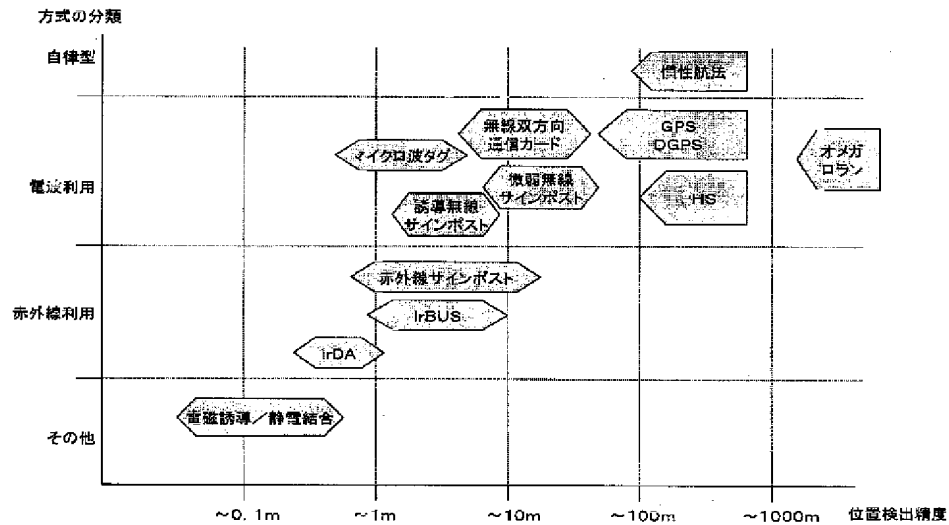 方式の分類
自律型
慣性航法
電波利用
マイクロ波タグ
無線双方向
通信カード
GPS
DGPS
オメガ
ロラン
微弱無線
サインポスト
誘導無線
サインポスト
PHS
赤外線利用
赤外線サインポスト
IrBUS
irDA
その他
電磁誘導／静電結合
～0.1m
～1m
～10m
～100m
～1000m
位置検出精度